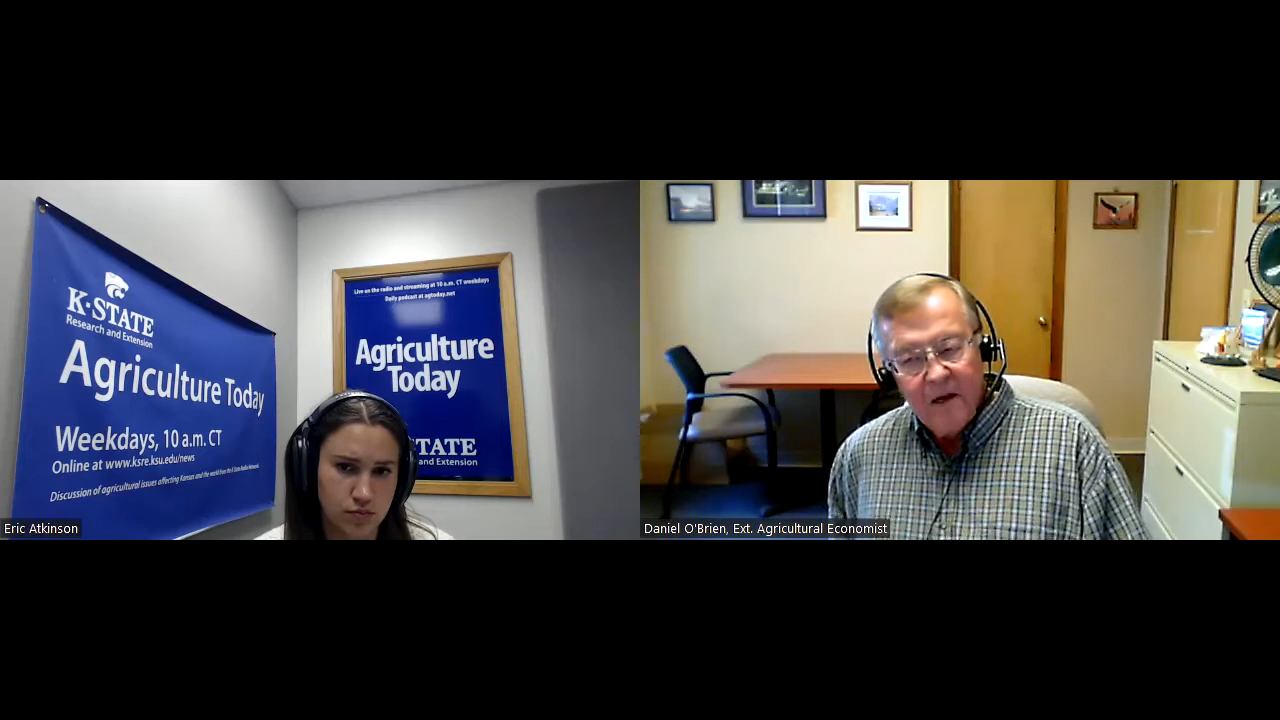 K-STATE
Research and Extension
Agriculture Today
Weekdays, 10 a.m. CT
Online at www.ksre.ksu.edu/news
Discussion of agricultural issues affecting Kansas and the world from the K-State Radio Network.
Live on the radio and streaming at 10 a.m. CT weekdays
Daily podcast at agtoday.net
Agriculture
Today
STATE
and Extension
Eric Atkinson
Daniel O'Brien, Ext. Agricultural Economist